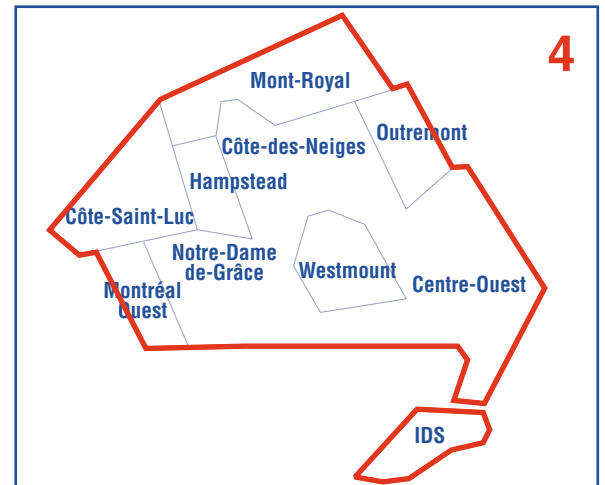 4
Mont-Royal
Outremont
Côte-des-Neiges
Hampstead
Côte-Saint-Luc
Notre-Dame
de-Grâce
Westmount
Centre-Ouest
Montréal
Ouest
IDS